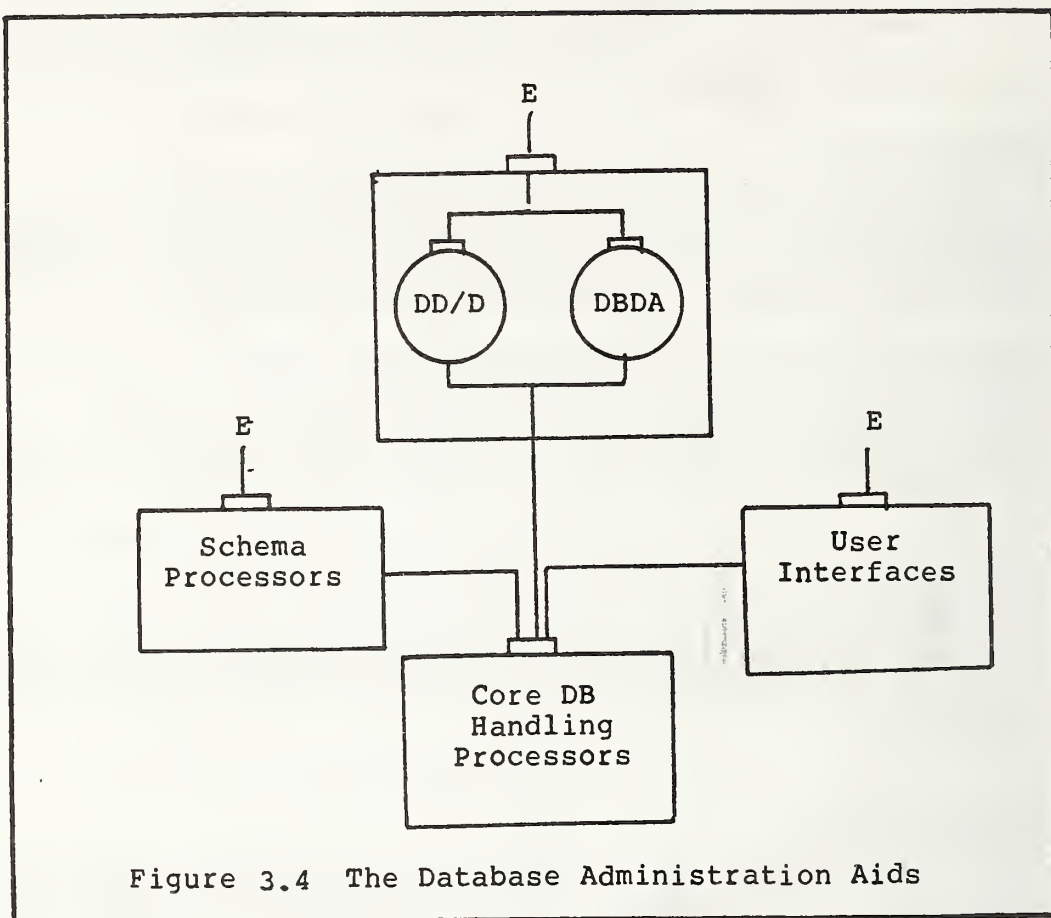 E
DD/D
DBDA
E
E
Schema
Processors
User
Interfaces
Core DB
Handling
Processors
Figure 3.4 The Database Administration Aids